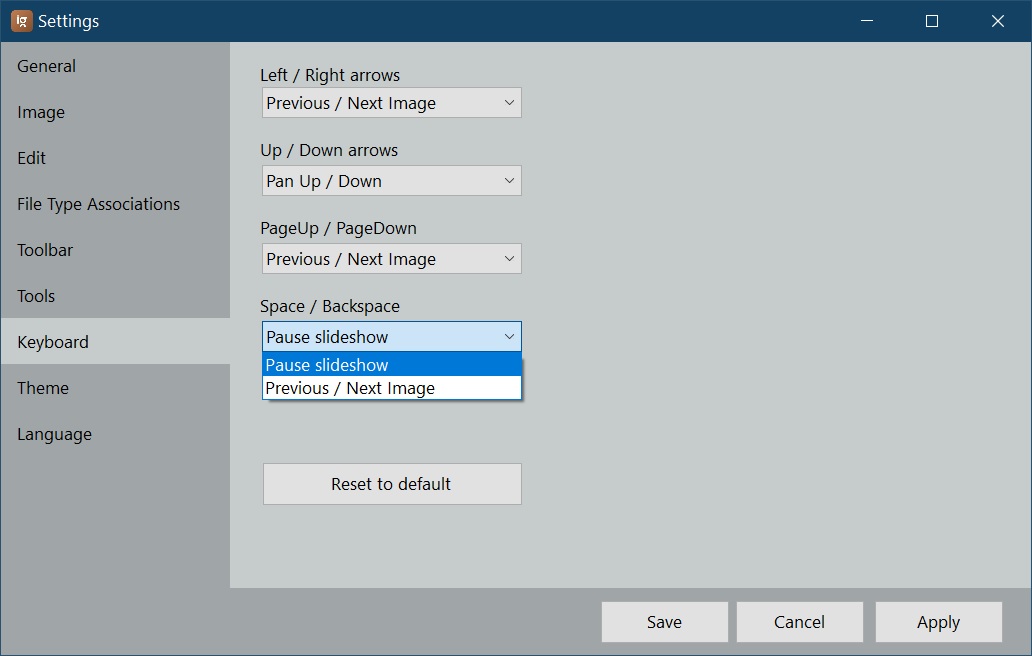 ig Settings
General
Image
Edit
File Type Associations
Toolbar
Tools
Keyboard
Theme
Language
Left / Right arrows
Previous / Next Image
Up / Down arrows
Pan Up / Down
PageUp / PageDown
Previous / Next Image
Space / Backspace
Pause slideshow
Pause slideshow
Previous / Next Image
Reset to default
Save Cancel Apply